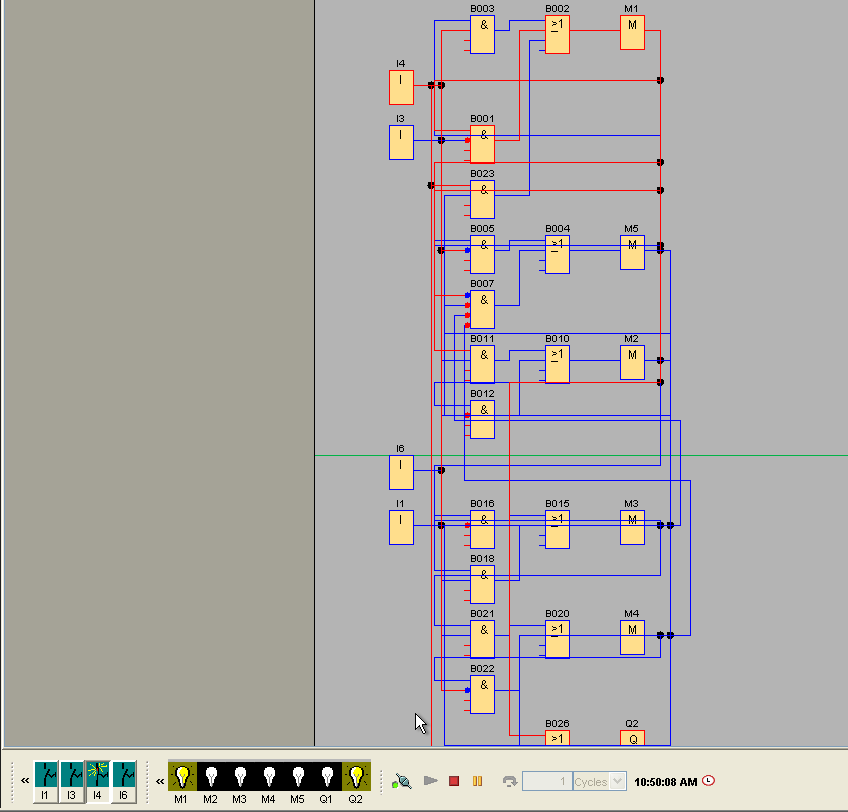 B003 B002 M1
& >1 M
I4
I
I3 B001
I &
B023
&
B005 B004 M5
& >1 M
B007
&
B011 B010 M2
& >1 M
B012
&
I6
I
I1 B016 B015 M3
I & >1 M
B018
&
B021 B020 M4
& >1 M
B022
&
B026 Q2
>1 Q
« I1 I3 I4 I6 « M1 M2 M3 M4 M5 Q1 Q2 1 Cycles 10:50:08 AM